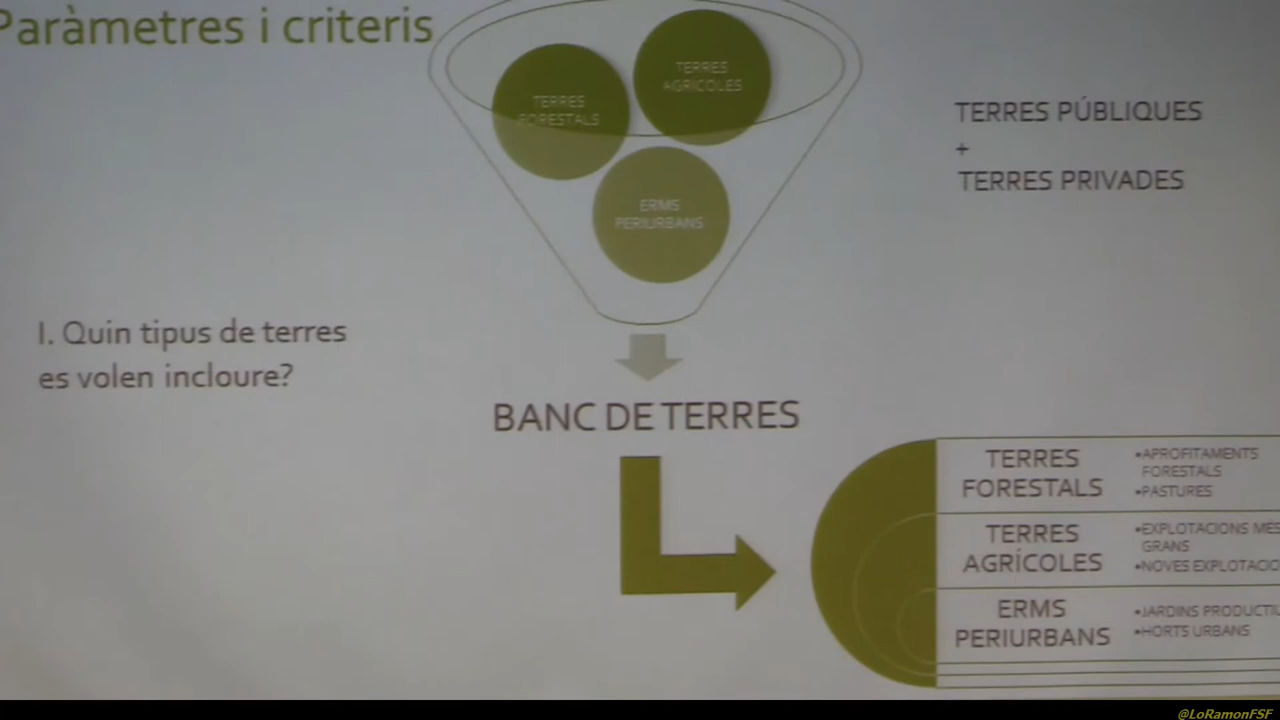 Paràmetres i criteris
TERRES
FORESTALS
TERRES
AGRÍCOLES
ERMS
PERIURBANS
TERRES PÚBLIQUES
+
TERRES PRIVADES
I. Quin tipus de terres
es volen incloure?
BANC DE TERRES
TERRES
FORESTALS
•APROFITAMENTS
FORESTALS
•PASTURES
TERRES
AGRÍCOLES
•EXPLOTACIONS MÉS
GRANS
•NOVES EXPLOTACIO
ERMS
PERIURBANS
•JARDINS PRODUCTIU
•HORTS URBANS
@LoRamonFSF